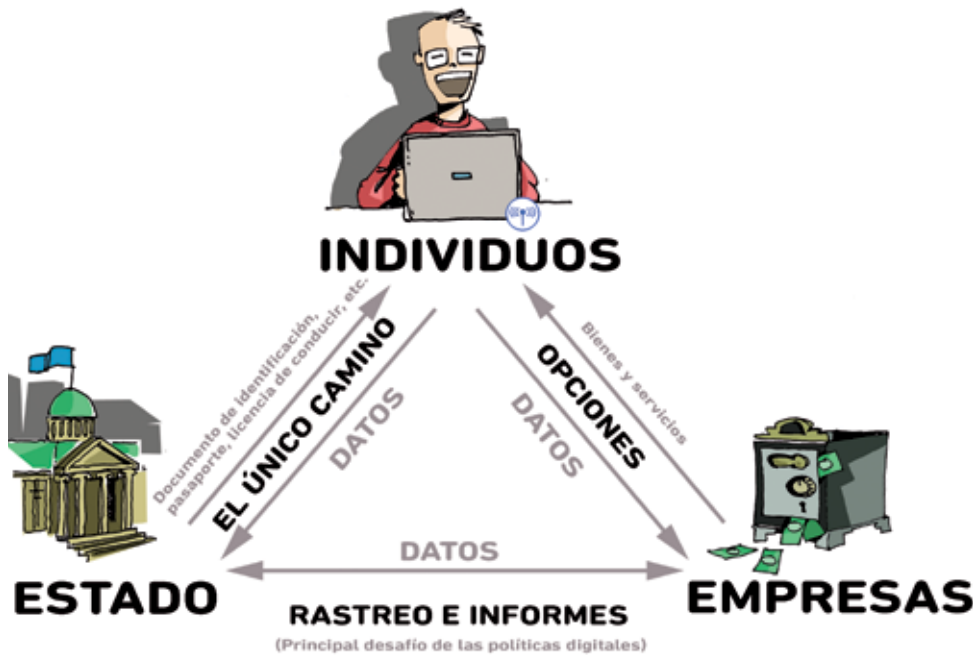 INDIVIDUOS
Documento de identificación,
pasaporte, licencia de conducir, etc.
EL ÚNICO CAMINO
DATOS
Bienes y servicios
OPCIONES
DATOS
ESTADO
DATOS
EMPRESAS
RASTREO E INFORMES
(Principal desafío de las políticas digitales)